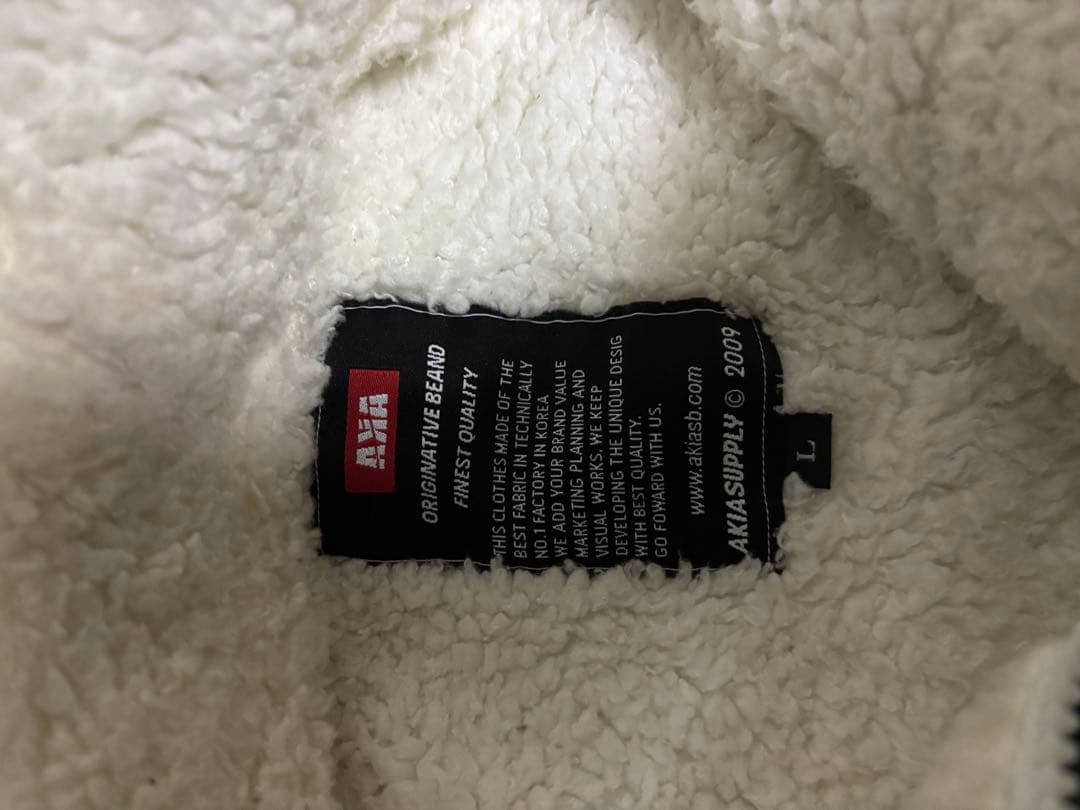 AKA
ORIGINATIVE BEAND
FINEST QUALITY
THIS CLOTHES MADE OF THE
BEST FABRIC IN TECHNICALLY
NO.1 FACTORY IN KOREA
WE ADD YOUR BRAND VALUE
MARKETING PLANNING AND
VISUAL WORKS. WE KEEP
DEVELOPING THE UNIQUE DESIG
WITH BEST QUALITY.
GO FOWARD WITH US.
www.akiasb.com
AKIASUPPLY © 2009
L